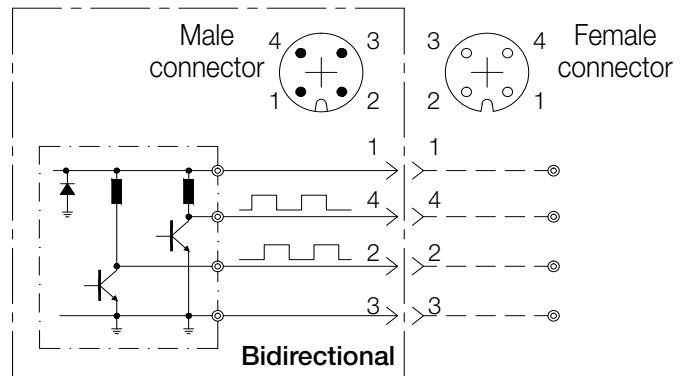 Male
connector
4 3
1 2
3 4
2 1
Female
connector
1 1
4 4
2 2
3 3
Bidirectional